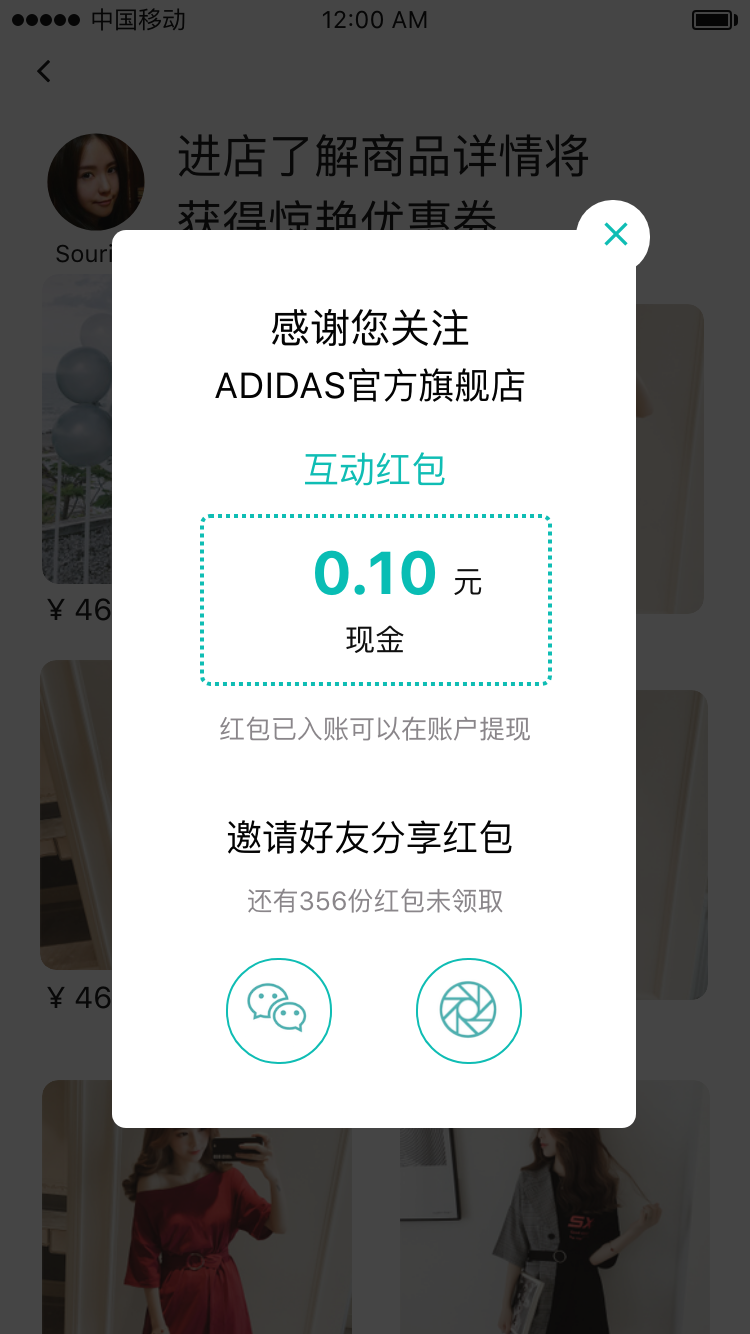 中国移动 12:00 AM
进店了解商品详情将
获得惊艳优惠券
Souri
感谢您关注
ADIDAS官方旗舰店
互动红包
0.10 元
现金
红包已入账可以在账户提现
¥ 46
邀请好友分享红包
还有356份红包未领取
¥ 46